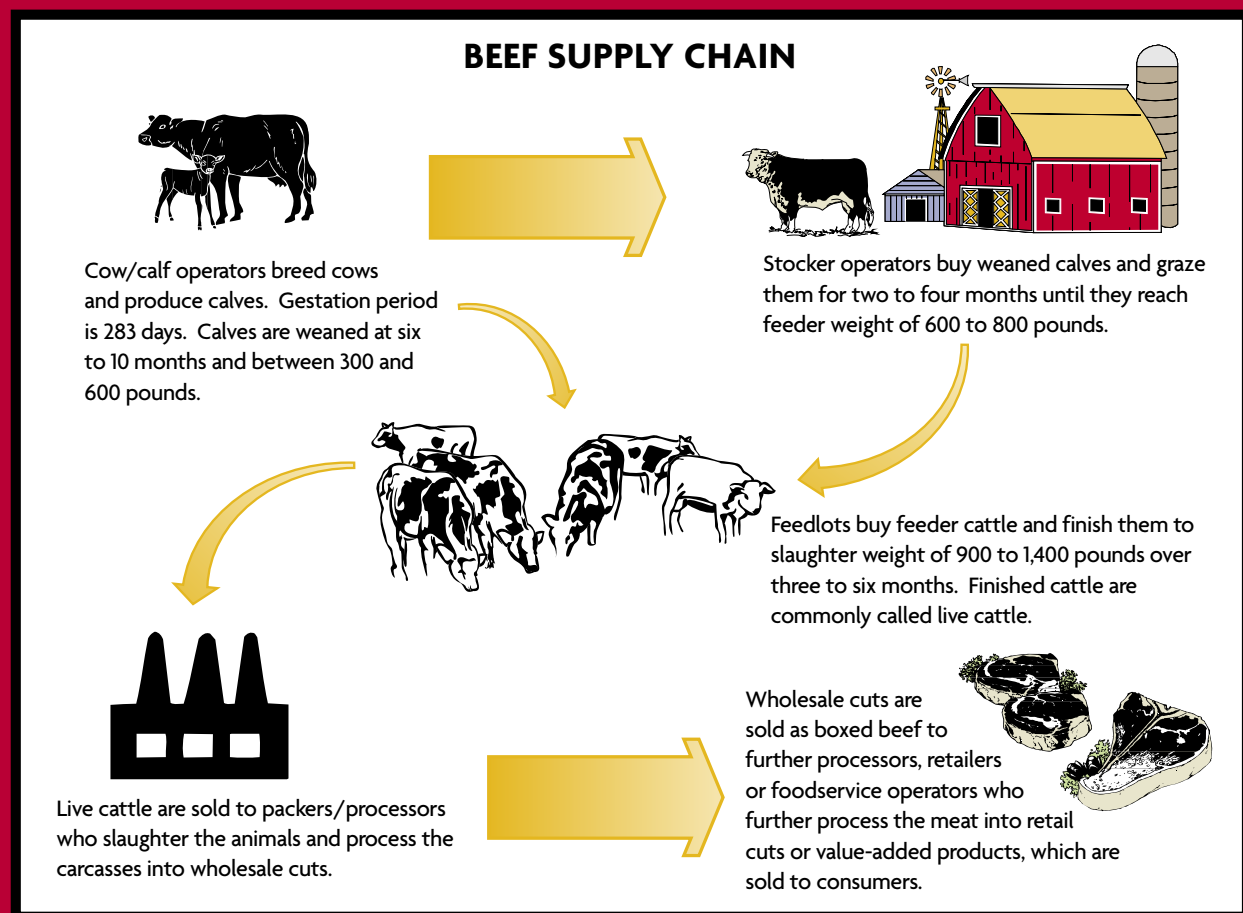 BEEF SUPPLY CHAIN
Cow/calf operators breed cows
and produce calves. Gestation period
is 283 days. Calves are weaned at six
to 10 months and between 300 and
600 pounds.
Stocker operators buy weaned calves and graze
them for two to four months until they reach
feeder weight of 600 to 800 pounds.
Feedlots buy feeder cattle and finish them to
slaughter weight of 900 to 1,400 pounds over
three to six months. Finished cattle are
commonly called live cattle.
Live cattle are sold to packers/processors
who slaughter the animals and process the
carcasses into wholesale cuts.
Wholesale cuts are
sold as boxed beef to
further processors, retailers
or foodservice operators who
further process the meat into retail
cuts or value-added products, which are
sold to consumers.